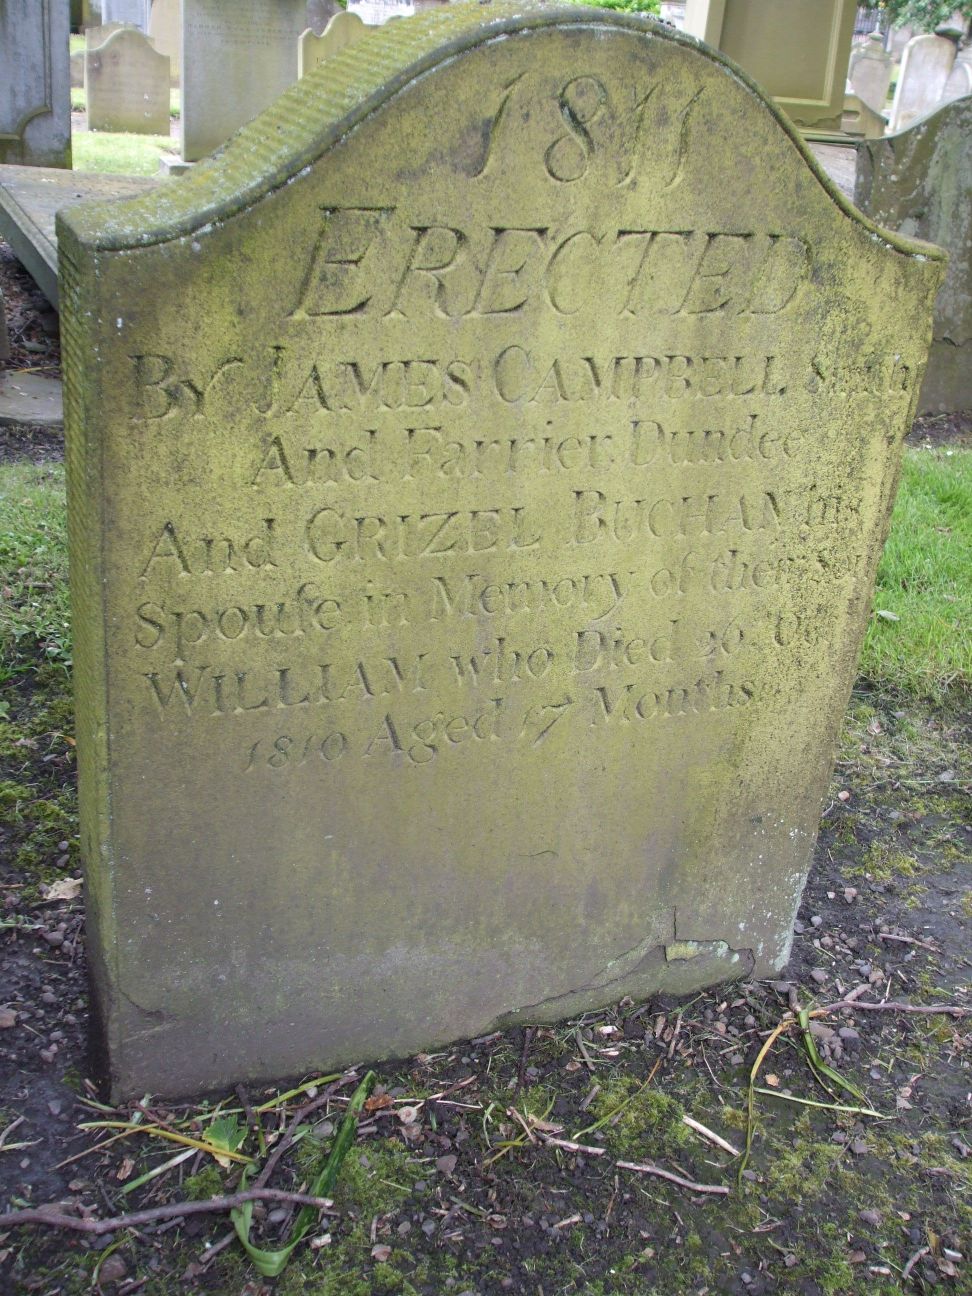 1811
ERECTED
By JAMES CAMPBELL Smith
And Farrier Dundee
And GRIZEL BUCHAN his
Spouſe in Memory of their
WILLIAM who Died 26
1810 Aged 17 Months